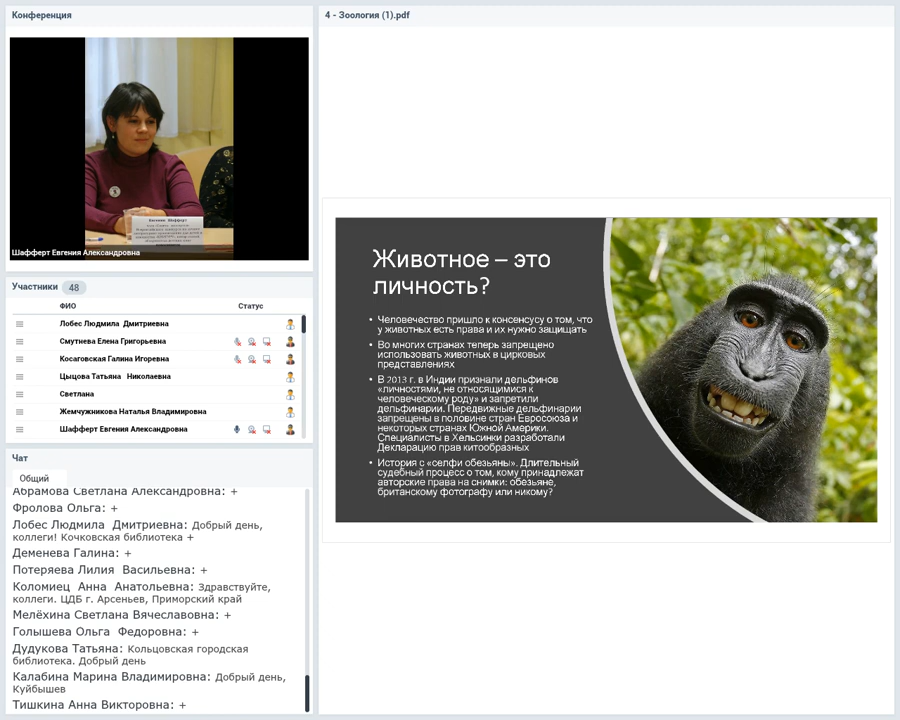 Конференция
Евгения Шафферт
Шафферт Евгения Александровна
Участники 48
ФИО Статус
Лобес Людмила Дмитриевна
Смутнева Елена Григорьевна
Косаговская Галина Игоревна
Цыцова Татьяна Николаевна
Светлана
Жемчужникова Наталья Владимировна
Шафферт Евгения Александровна
Чат
Общий
Абрамова Светлана Александровна: +
Фролова Ольга: +
Лобес Людмила Дмитриевна: Добрый день,
коллеги! Кочковская библиотека +
Деменева Галина: +
Потеряева Лилия Васильевна: +
Коломиец Анна Анатольевна: Здравствуйте,
коллеги. ЦДБ г. Арсеньев, Приморский край
Мелёхина Светлана Вячеславовна: +
Голышева Ольга Федоровна: +
Дудукова Татьяна: Кольцовская городская
библиотека. Добрый день
Калабина Марина Владимировна: Добрый день,
Куйбышев
Тишкина Анна Викторовна: +
4 - Зоология (1).pdf
Животное – это
личность?
• Человечество пришло к консенсусу о том, что
у животных есть права и их нужно защищать
• Во многих странах теперь запрещено
использовать животных в цирковых
представлениях
• В 2013 г. в Индии признали дельфинов
«личностями, не относящимися к
человеческому роду» и запретили
дельфинарии. Передвижные дельфинарии
запрещены в половине стран Евросоюза и
некоторых странах Южной Америки.
Специалисты в Хельсинки разработали
Декларацию прав китообразных
• История с «селфи обезьяны». Длительный
судебный процесс о том, кому принадлежат
авторские права на снимки: обезьяне,
британскому фотографу или никому?